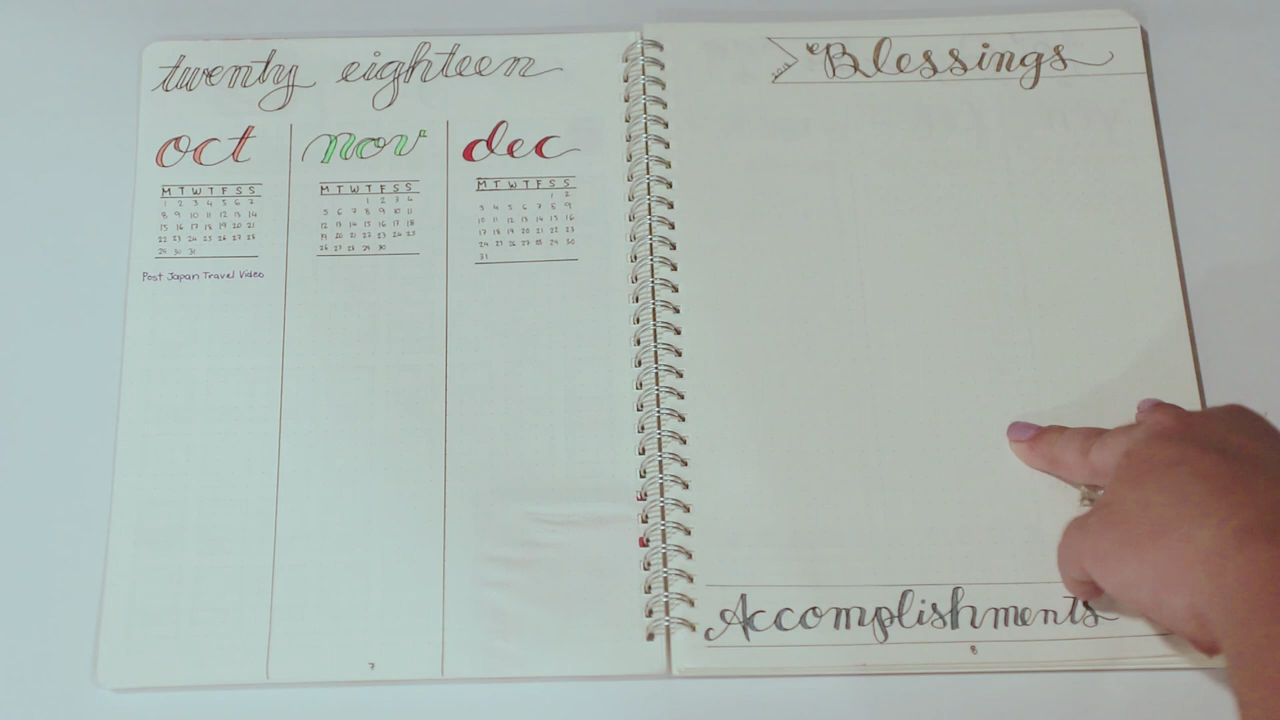 twenty eighteen
oct
M T W T F S S
1 2 3 4 5 6 7
8 9 10 11 12 13 14
15 16 17 18 19 20 21
22 23 24 25 26 27 28
29 30 31
Post Japan Travel Video
nov
M T W T F S S
1 2 3 4
5 6 7 8 9 10 11
12 13 14 15 16 17 18
19 20 21 22 23 24 25
26 27 28 29 30
dec
M T W T F S S
1 2
3 4 5 6 7 8 9
10 11 12 13 14 15 16
17 18 19 20 21 22 23
24 25 26 27 28 29 30
31
7
Blessings
Accomplishments
8